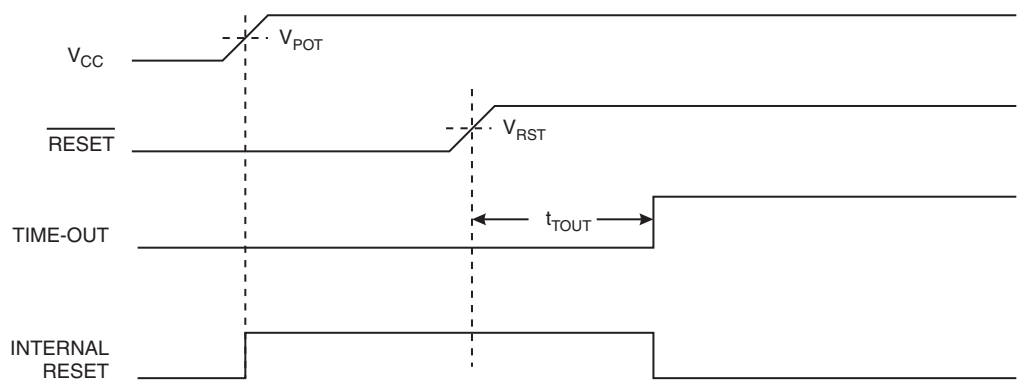 V_POT
V_CC
RESET
V_RST
t_TOUT
TIME-OUT
INTERNAL
RESET